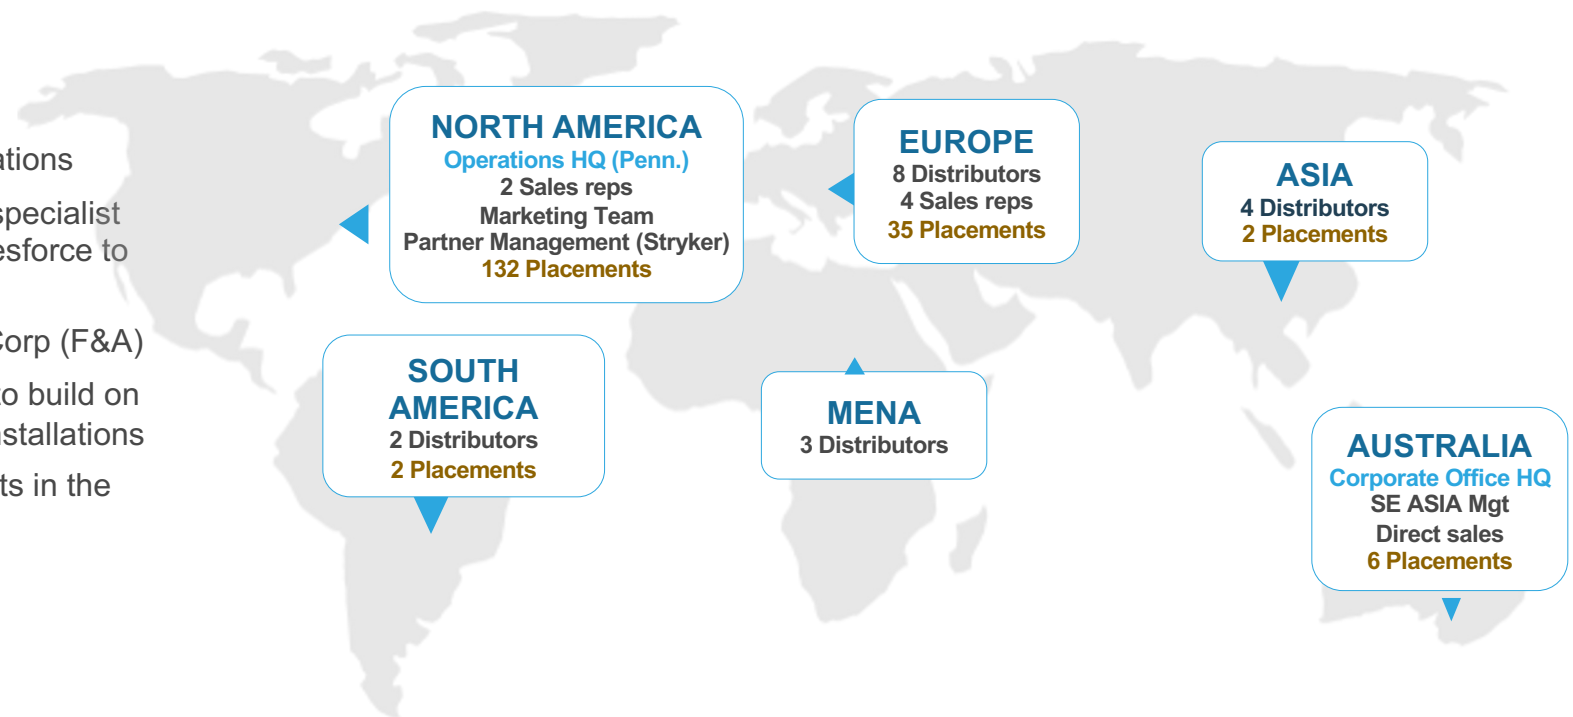 ations
specialist
esforce to
Corp (F&A)
to build on
nstallations
ts in the
NORTH AMERICA
Operations HQ (Penn.)
2 Sales reps
Marketing Team
Partner Management (Stryker)
132 Placements
EUROPE
8 Distributors
4 Sales reps
35 Placements
ASIA
4 Distributors
2 Placements
SOUTH
AMERICA
2 Distributors
2 Placements
MENA
3 Distributors
AUSTRALIA
Corporate Office HQ
SE ASIA Mgt
Direct sales
6 Placements